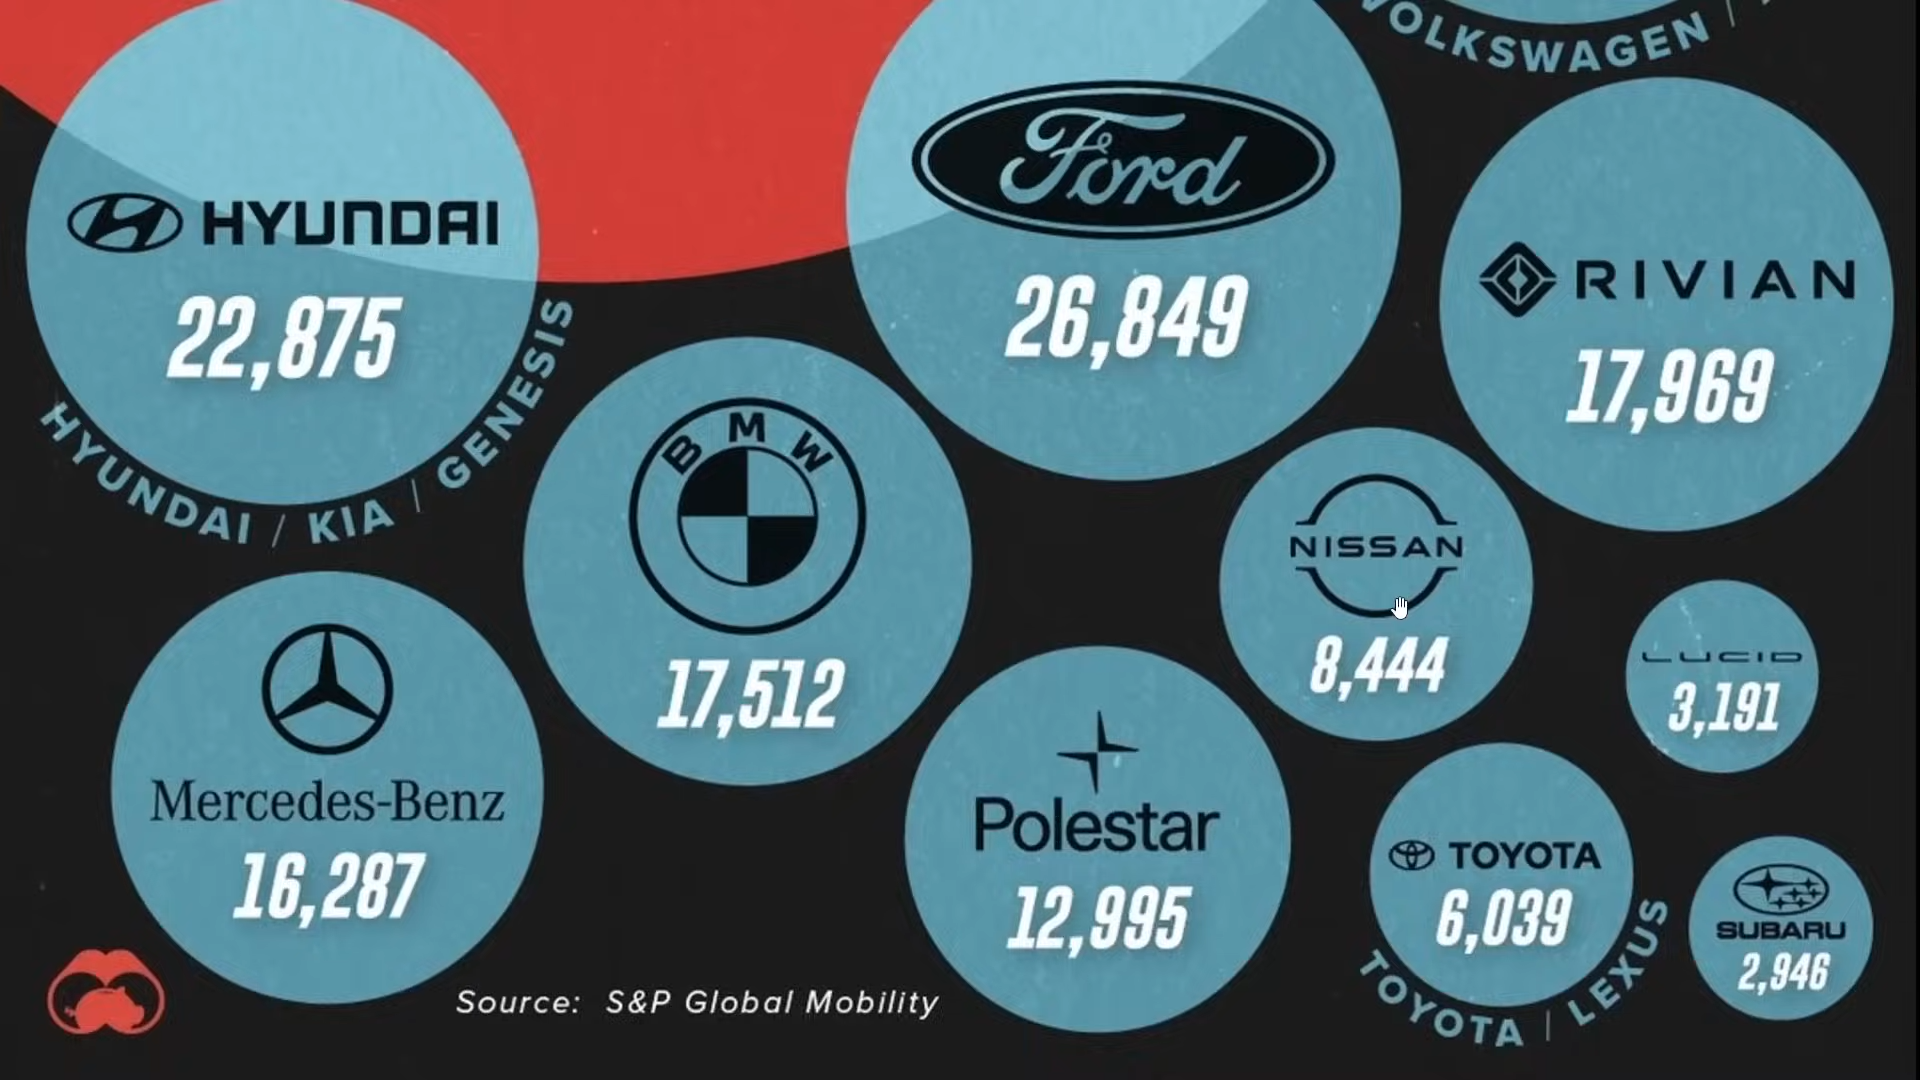 VOLKSWAGEN /
Ford
HYUNDAI
22,875
HYUNDAI / KIA / GENESIS
26,849
RIVIAN
17,969
BMW
17,512
NISSAN
8,444
LUCID
3,191
Mercedes-Benz
16,287
Polestar
12,995
TOYOTA
6,039
TOYOTA / LEXUS
SUBARU
2,946
Source: S&P Global Mobility